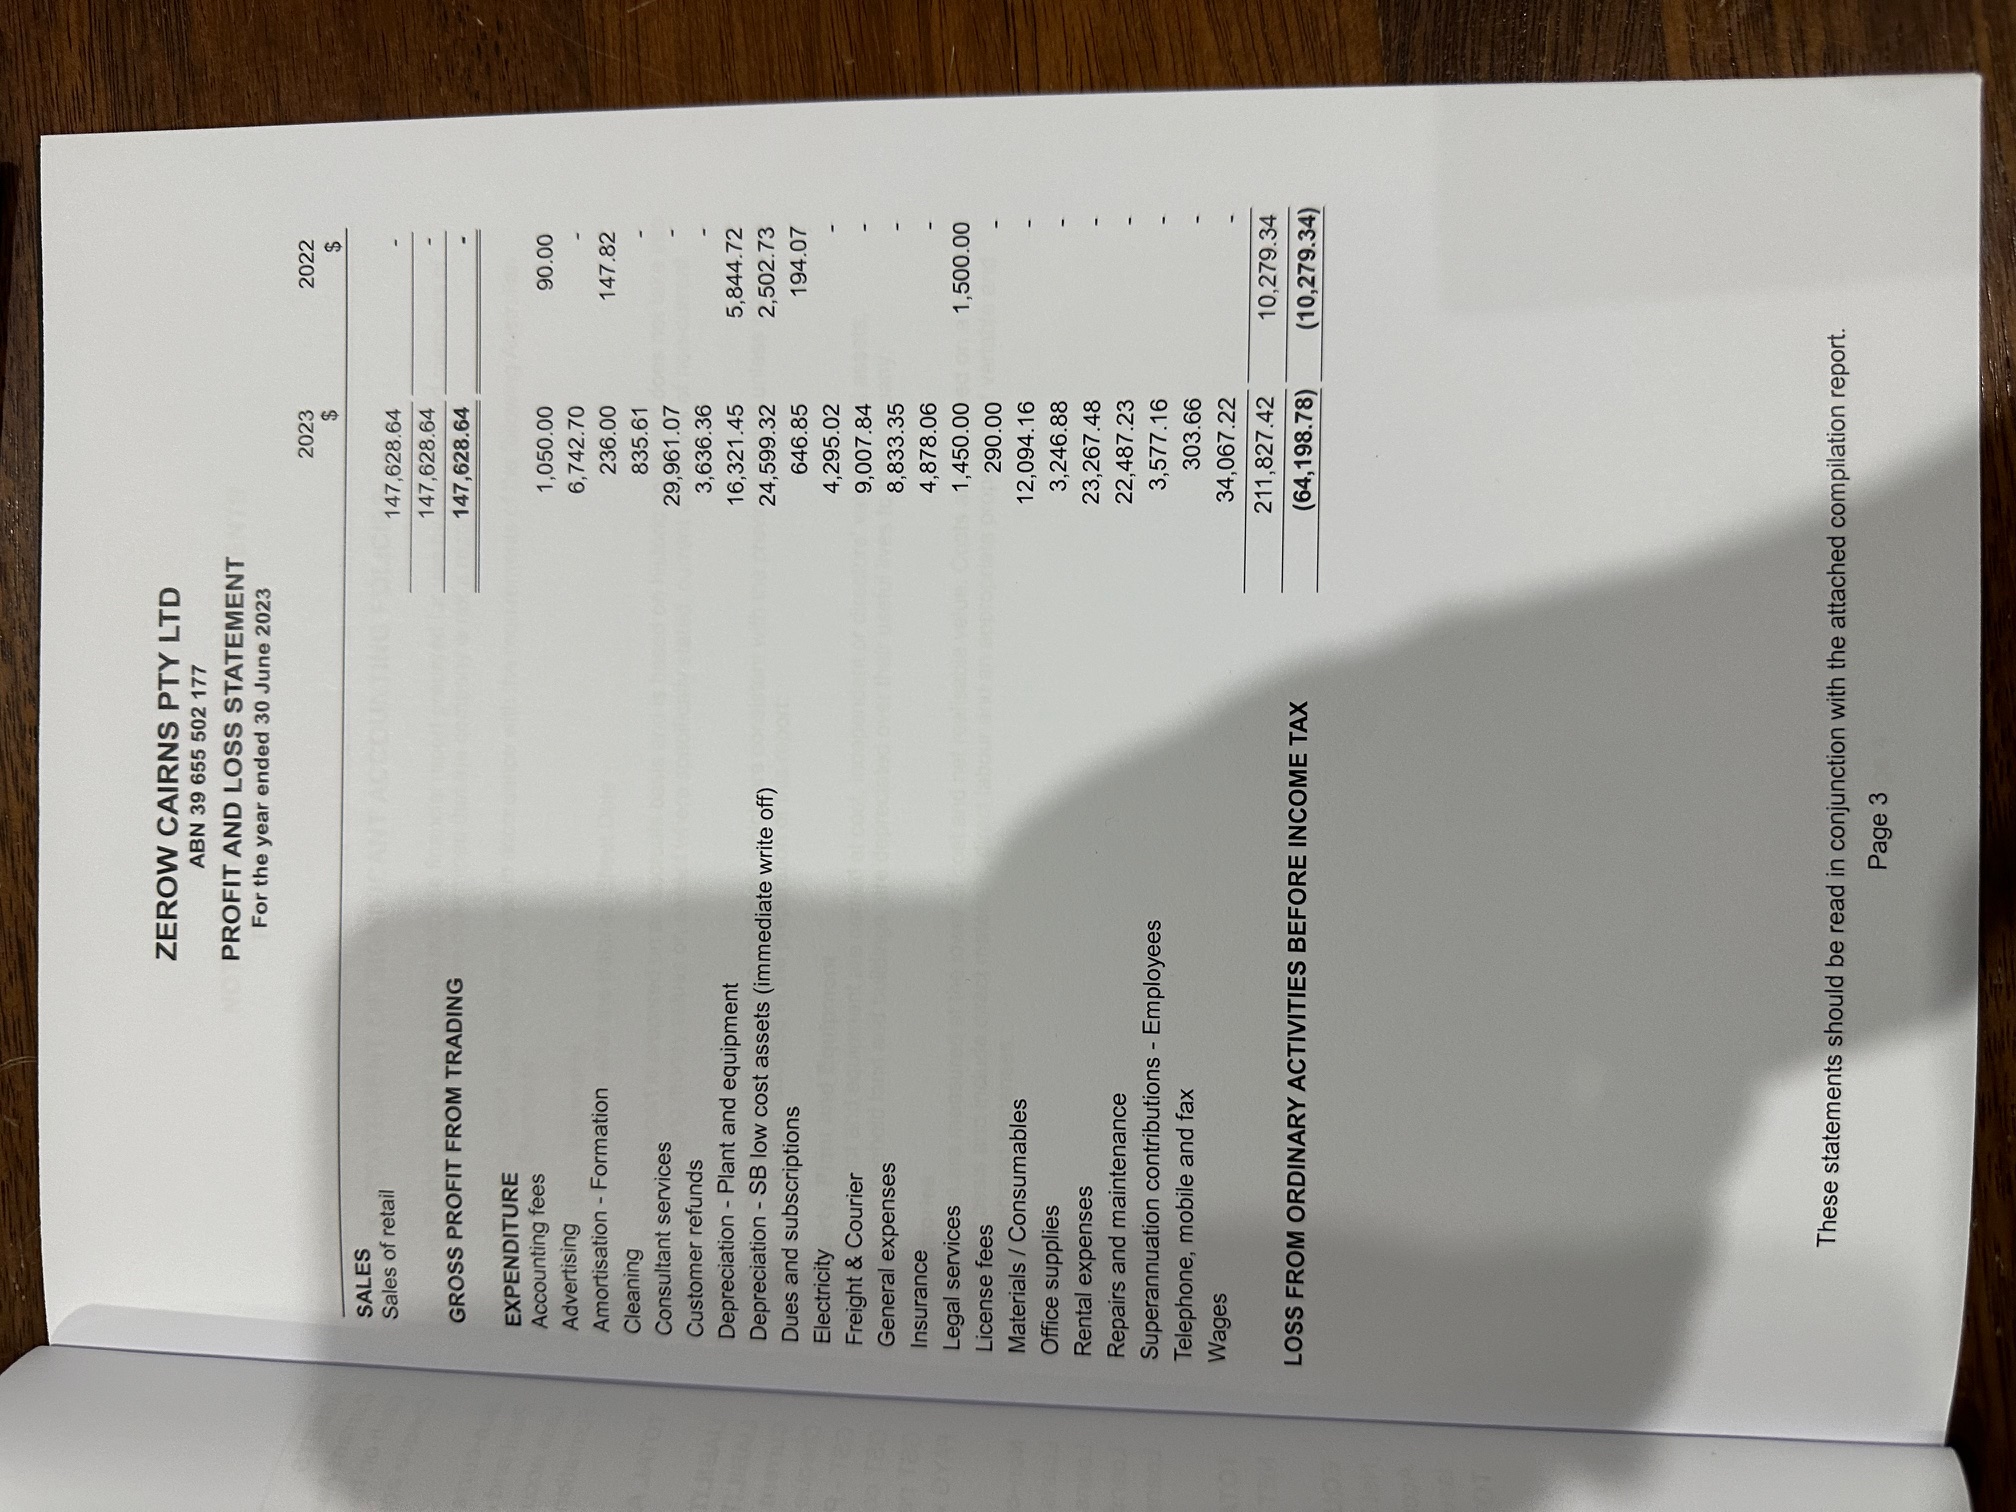 ZEROW CAIRNS PTY LTD
ABN 39 655 502 177
PROFIT AND LOSS STATEMENT
For the year ended 30 June 2023
2023 2022
$ $
SALES
Sales of retail 147,628.64 -
147,628.64 -
GROSS PROFIT FROM TRADING 147,628.64 -
EXPENDITURE
Accounting fees 1,050.00 90.00
Advertising 6,742.70 -
Amortisation - Formation 236.00 147.82
Cleaning 835.61 -
Consultant services 29,961.07 -
Customer refunds 3,636.36 -
Depreciation - Plant and equipment 16,321.45 5,844.72
Depreciation - SB low cost assets (immediate write off) 24,599.32 2,502.73
Dues and subscriptions 646.85 194.07
Electricity 4,295.02 -
Freight & Courier 9,007.84 -
General expenses 8,833.35 -
Insurance 4,878.06 -
Legal services 1,450.00 1,500.00
License fees 290.00 -
Materials / Consumables 12,094.16 -
Office supplies 3,246.88 -
Rental expenses 23,267.48 -
Repairs and maintenance 22,487.23 -
Superannuation contributions - Employees 3,577.16 -
Telephone, mobile and fax 303.66 -
Wages 34,067.22 -
211,827.42 10,279.34
LOSS FROM ORDINARY ACTIVITIES BEFORE INCOME TAX (64,198.78) (10,279.34)
These statements should be read in conjunction with the attached compilation report.
Page 3